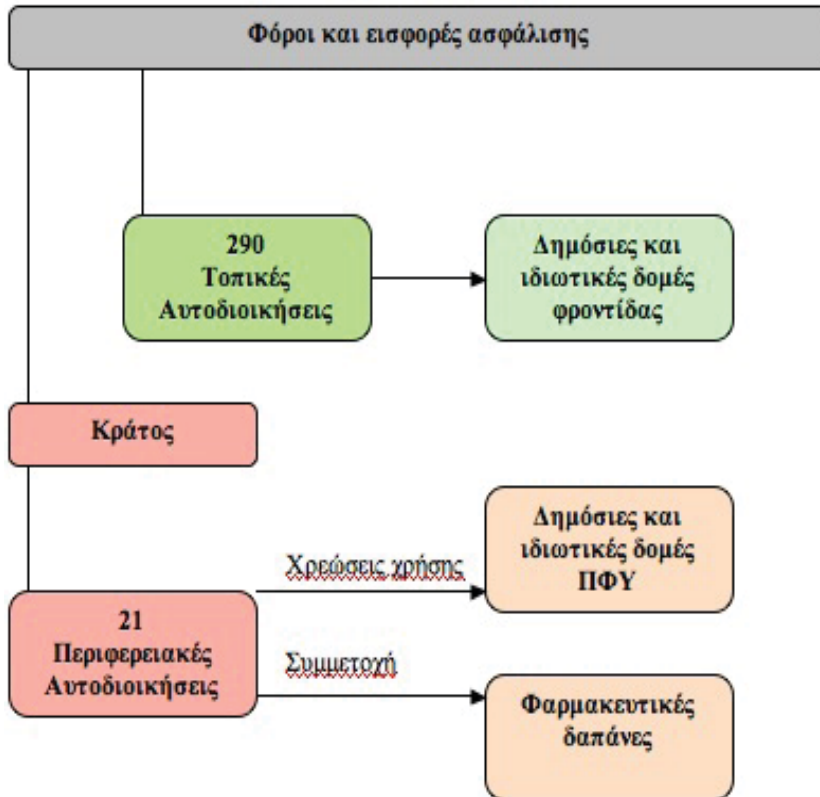 Φόροι και εισφορές ασφάλισης
290
Τοπικές
Αυτοδιοικήσεις
Δημόσιες και
ιδιωτικές δομές
φροντίδας
Κράτος
Δημόσιες και
ιδιωτικές δομές
ΠΦΥ
Χρεώσεις χρήσης
21
Περιφερειακές
Αυτοδιοικήσεις
Συμμετοχή
Φαρμακευτικές
δαπάνες